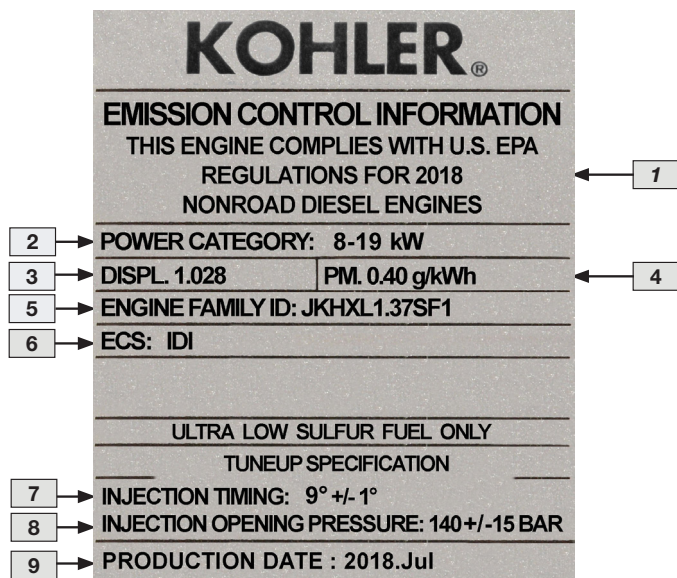 KOHLER®
EMISSION CONTROL INFORMATION
THIS ENGINE COMPLIES WITH U.S. EPA
REGULATIONS FOR 2018
1
NONROAD DIESEL ENGINES
2
POWER CATEGORY: 8-19 kW
3
DISPL. 1.028
PM. 0.40 g/kWh
4
5
ENGINE FAMILY ID: JKHXL1.37SF1
6
ECS: IDI
ULTRA LOW SULFUR FUEL ONLY
TUNEUP SPECIFICATION
7
INJECTION TIMING: 9° +/- 1°
8
INJECTION OPENING PRESSURE: 140+/-15 BAR
9
PRODUCTION DATE : 2018.Jul